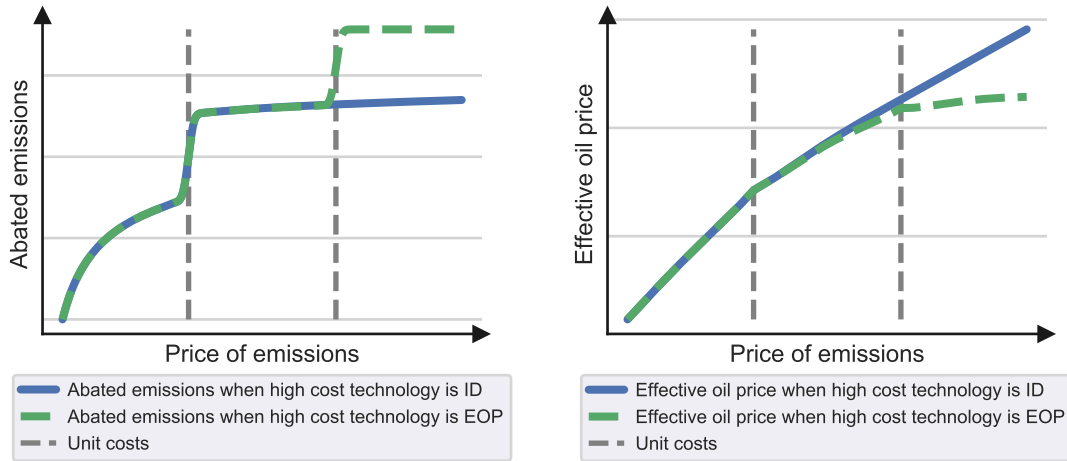 Abated emissions
Price of emissions
Abated emissions when high cost technology is ID
Abated emissions when high cost technology is EOP
Unit costs
Effective oil price
Price of emissions
Effective oil price when high cost technology is ID
Effective oil price when high cost technology is EOP
Unit costs